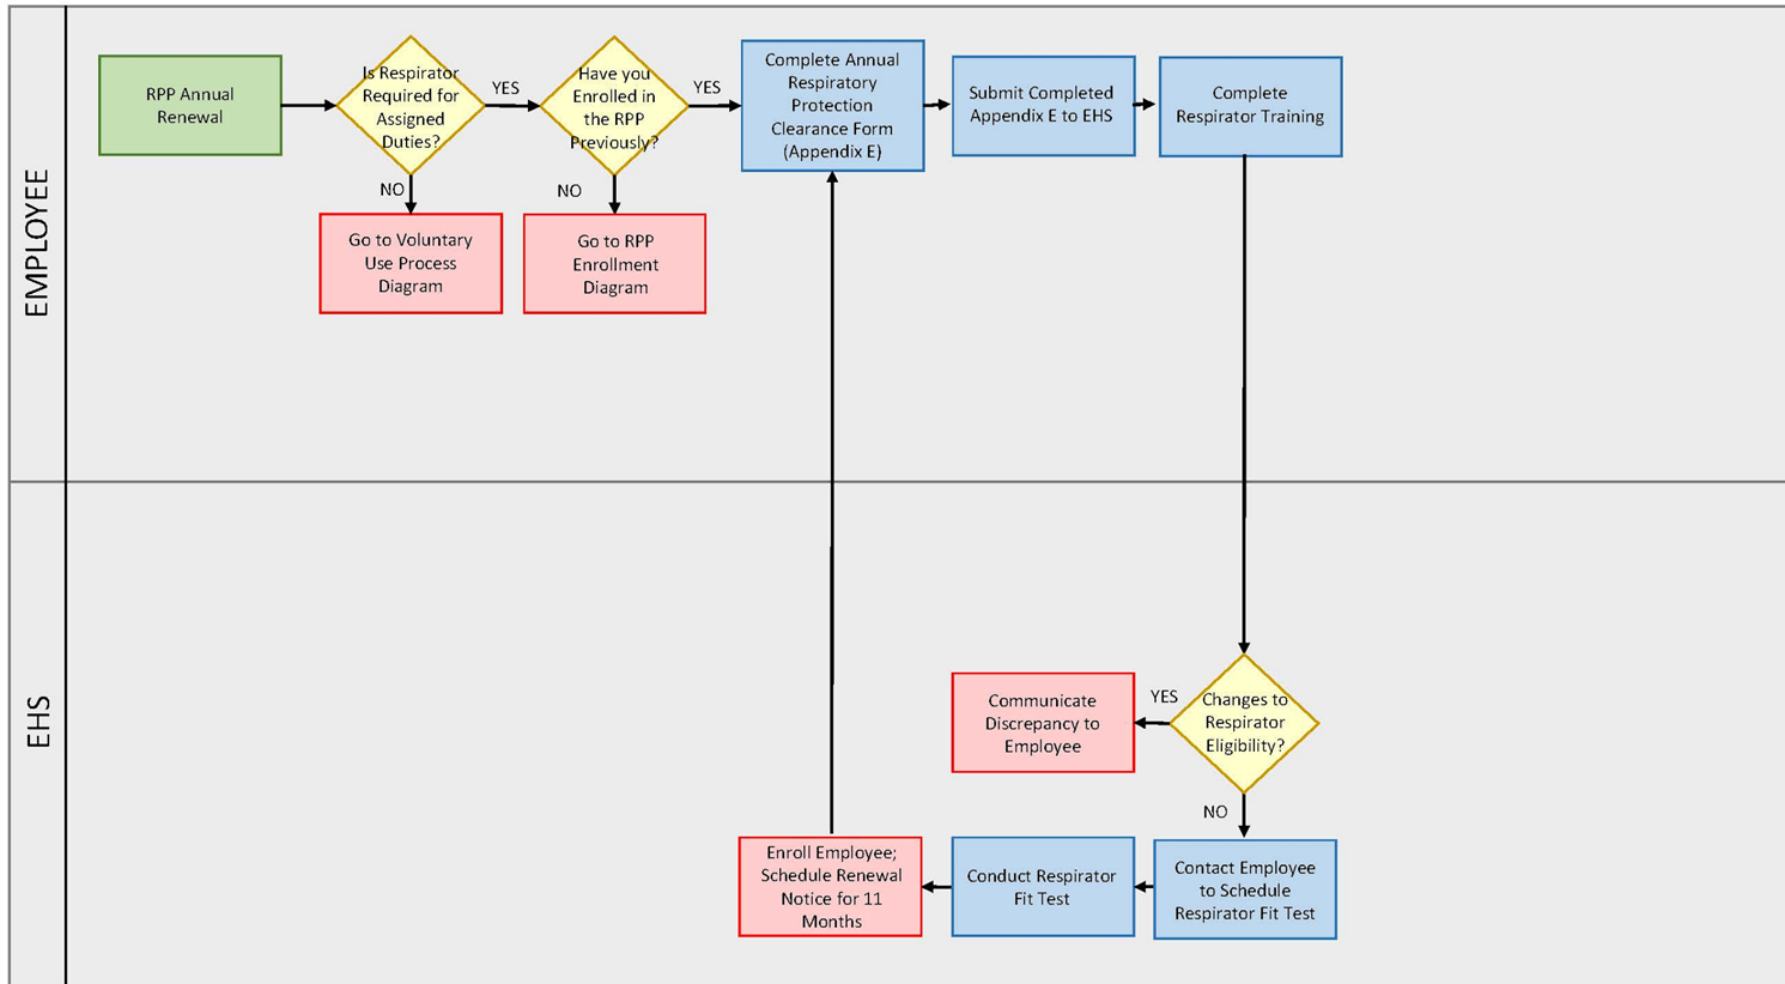 EMPLOYEE
RPP Annual
Renewal
Is Respirator
Required for
Assigned
Duties?
YES
NO
Go to Voluntary
Use Process
Diagram
Have you
Enrolled in
the RPP
Previously?
YES
NO
Go to RPP
Enrollment
Diagram
Complete Annual
Respiratory
Protection
Clearance Form
(Appendix E)
Submit Completed
Appendix E to EHS
Complete
Respirator Training
EHS
Changes to
Respirator
Eligibility?
YES
Communicate
Discrepancy to
Employee
NO
Contact Employee
to Schedule
Respirator Fit Test
Conduct Respirator
Fit Test
Enroll Employee;
Schedule Renewal
Notice for 11
Months